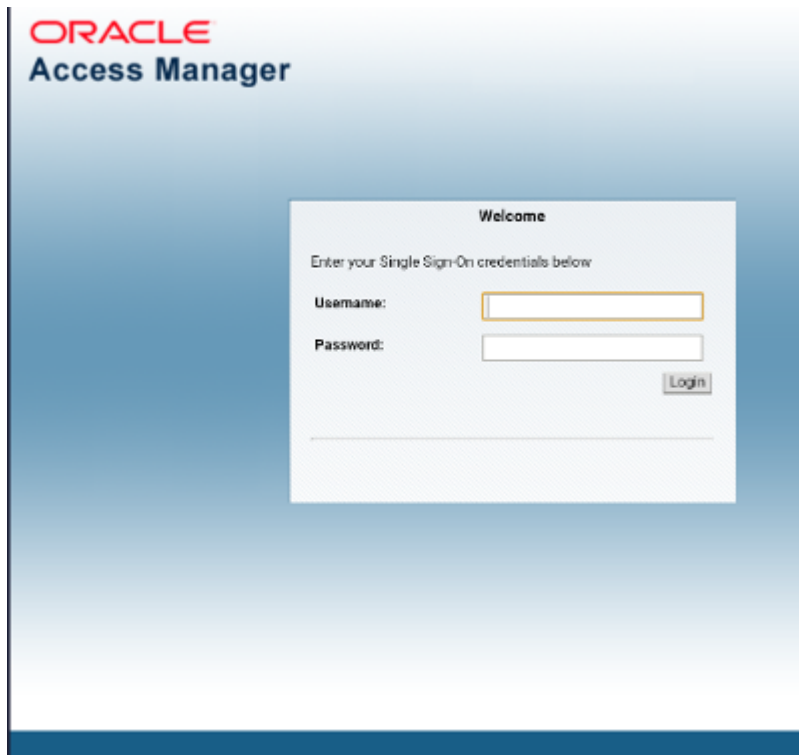 ORACLE
Access Manager
Welcome
Enter your Single Sign-On credentials below
Username:
Password:
Login